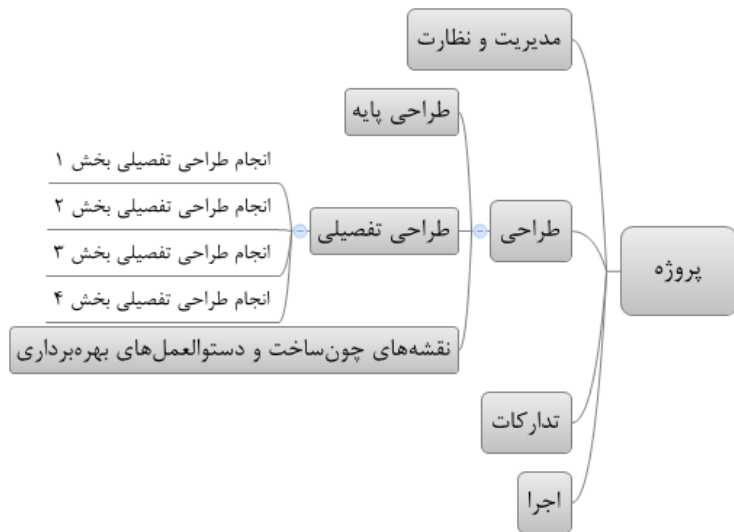 پروژه
مدیریت و نظارت
طراحی
طراحی پایه
طراحی تفصیلی
انجام طراحی تفصیلی بخش ۱
انجام طراحی تفصیلی بخش ۲
انجام طراحی تفصیلی بخش ۳
انجام طراحی تفصیلی بخش ۴
نقشه‌های چون‌ساخت و دستوالعمل‌های بهره‌برداری
تدارکات
اجرا